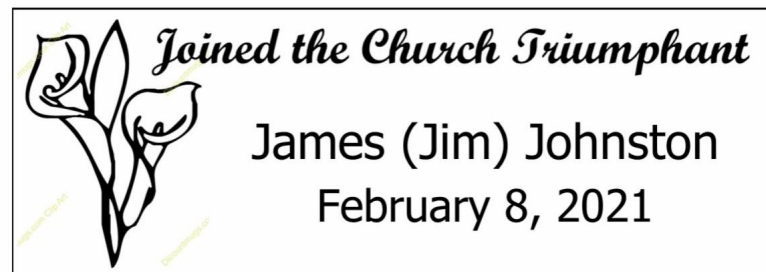 Joined the Church Triumphant
James (Jim) Johnston
February 8, 2021